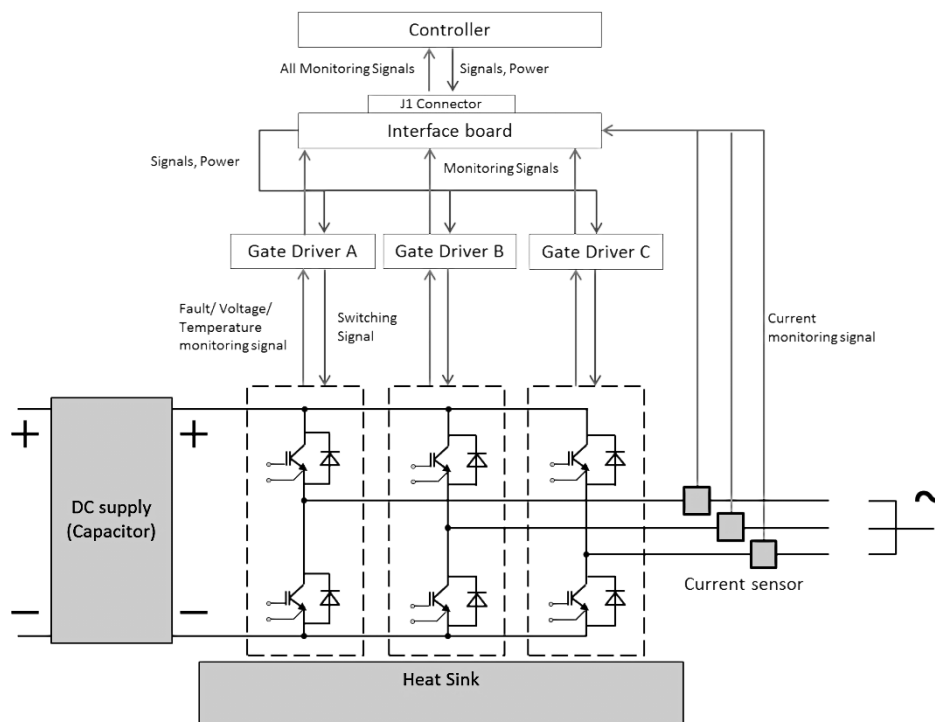 Controller
All Monitoring Signals
Signals, Power
J1 Connector
Interface board
Signals, Power
Monitoring Signals
Gate Driver A
Gate Driver B
Gate Driver C
Fault/ Voltage/
Temperature
monitoring signal
Switching
Signal
Current
monitoring signal
+
+
DC supply
(Capacitor)
~
Current sensor
−
−
Heat Sink